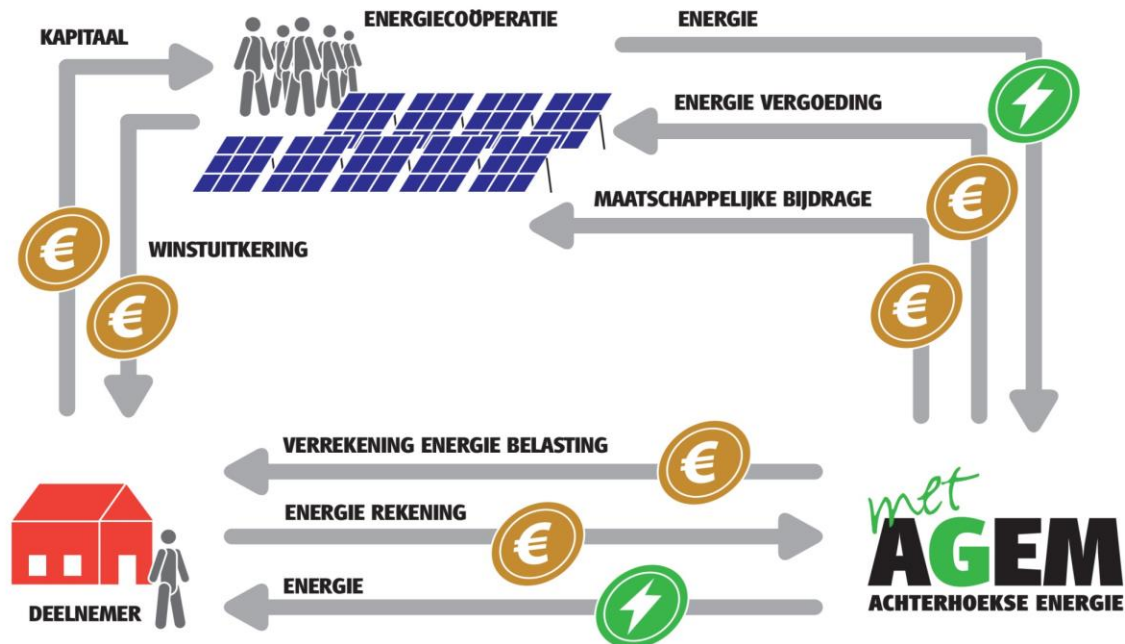 ENERGIECOÖPERATIE
ENERGIE
KAPITAAL
ENERGIE VERGOEDING
MAATSCHAPPELIJKE BIJDRAGE
WINSTUITKERING
€
€
€
€
VERREKENING ENERGIE BELASTING
€
ENERGIE REKENING
€
ENERGIE
DEELNEMER
met
AGEM
ACHTERHOEKSE ENERGIE